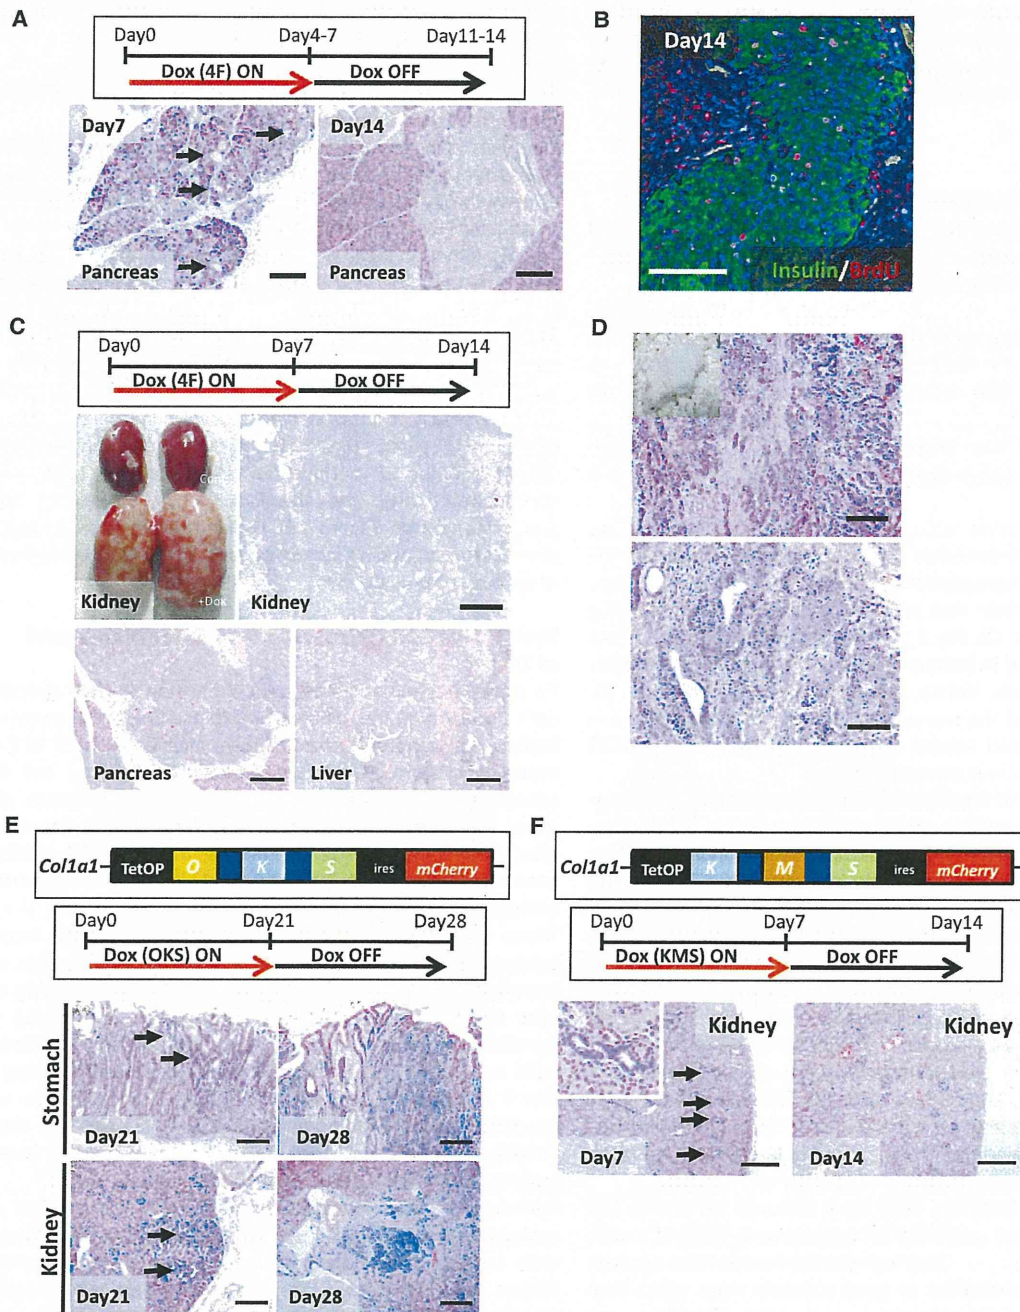 A
Day0 Day4-7 Day11-14
Dox (4F) ON Dox OFF
Day7
Pancreas
Day14
Pancreas
B
Day14
Insulin/BrdU
C
Day0 Day7 Day14
Dox (4F) ON Dox OFF
+Dox
Kidney
Kidney
Pancreas
Liver
D
E
Col1a1 TetOP O K S ires mCherry
Day0 Day21 Day28
Dox (OKS) ON Dox OFF
Stomach
Day21
Day28
Kidney
Day21
Day28
F
Col1a1 TetOP K M S ires mCherry
Day0 Day7 Day14
Dox (KMS) ON Dox OFF
Kidney
Day7
Kidney
Day14